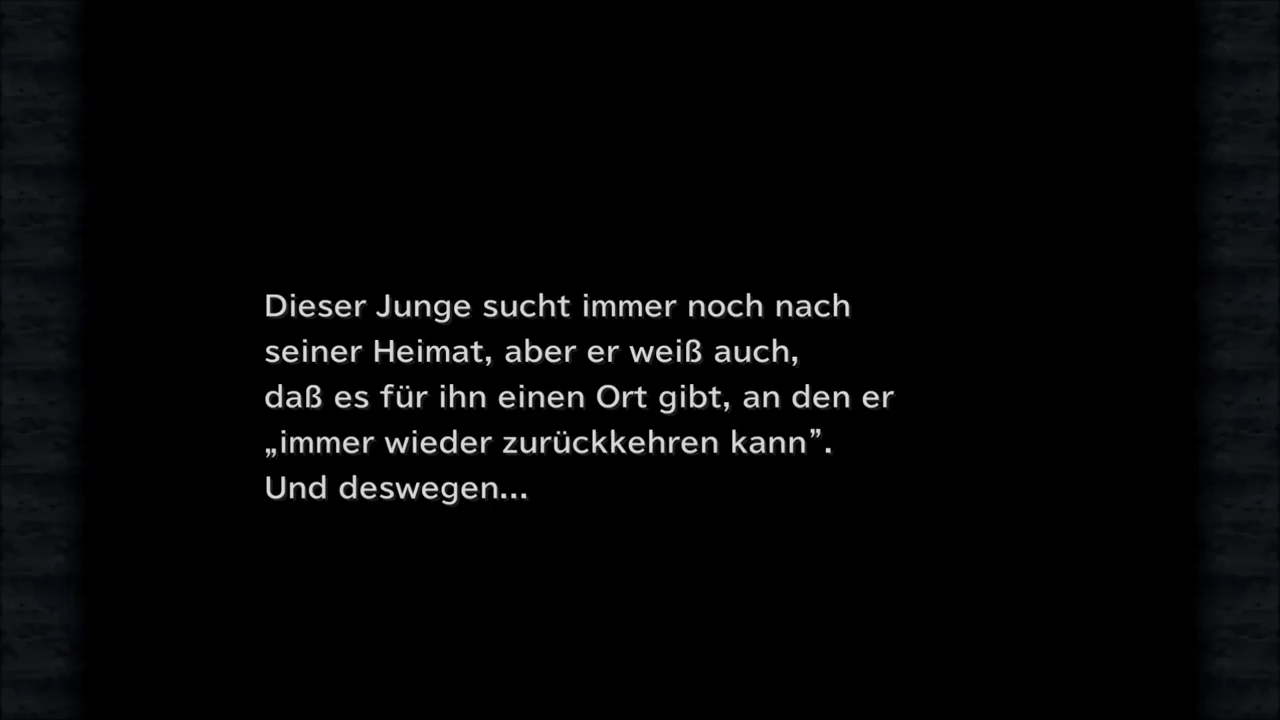 Dieser Junge sucht immer noch nach
seiner Heimat, aber er weiß auch,
daß es für ihn einen Ort gibt, an den er
„immer wieder zurückkehren kann”.
Und deswegen...